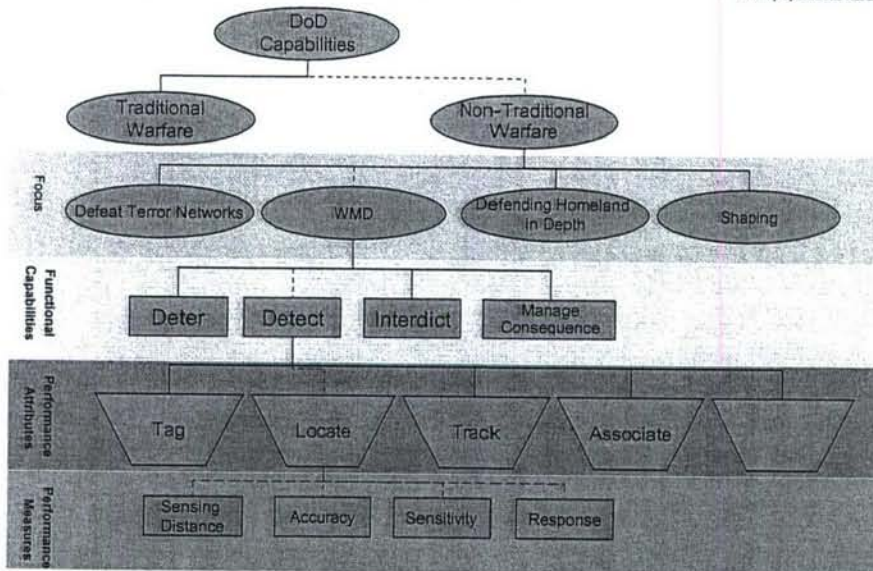 DoD
Capabilities
Traditional
Warfare
Non-Traditional
Warfare
Focus
Defeat Terror Networks
WMD
Defending Homeland
in Depth
Shaping
Functional
Capabilities
Deter
Detect
Interdict
Manage
Consequence
Performance
Attributes
Tag
Locate
Track
Associate
Performance
Measures
Sensing
Distance
Accuracy
Sensitivity
Response